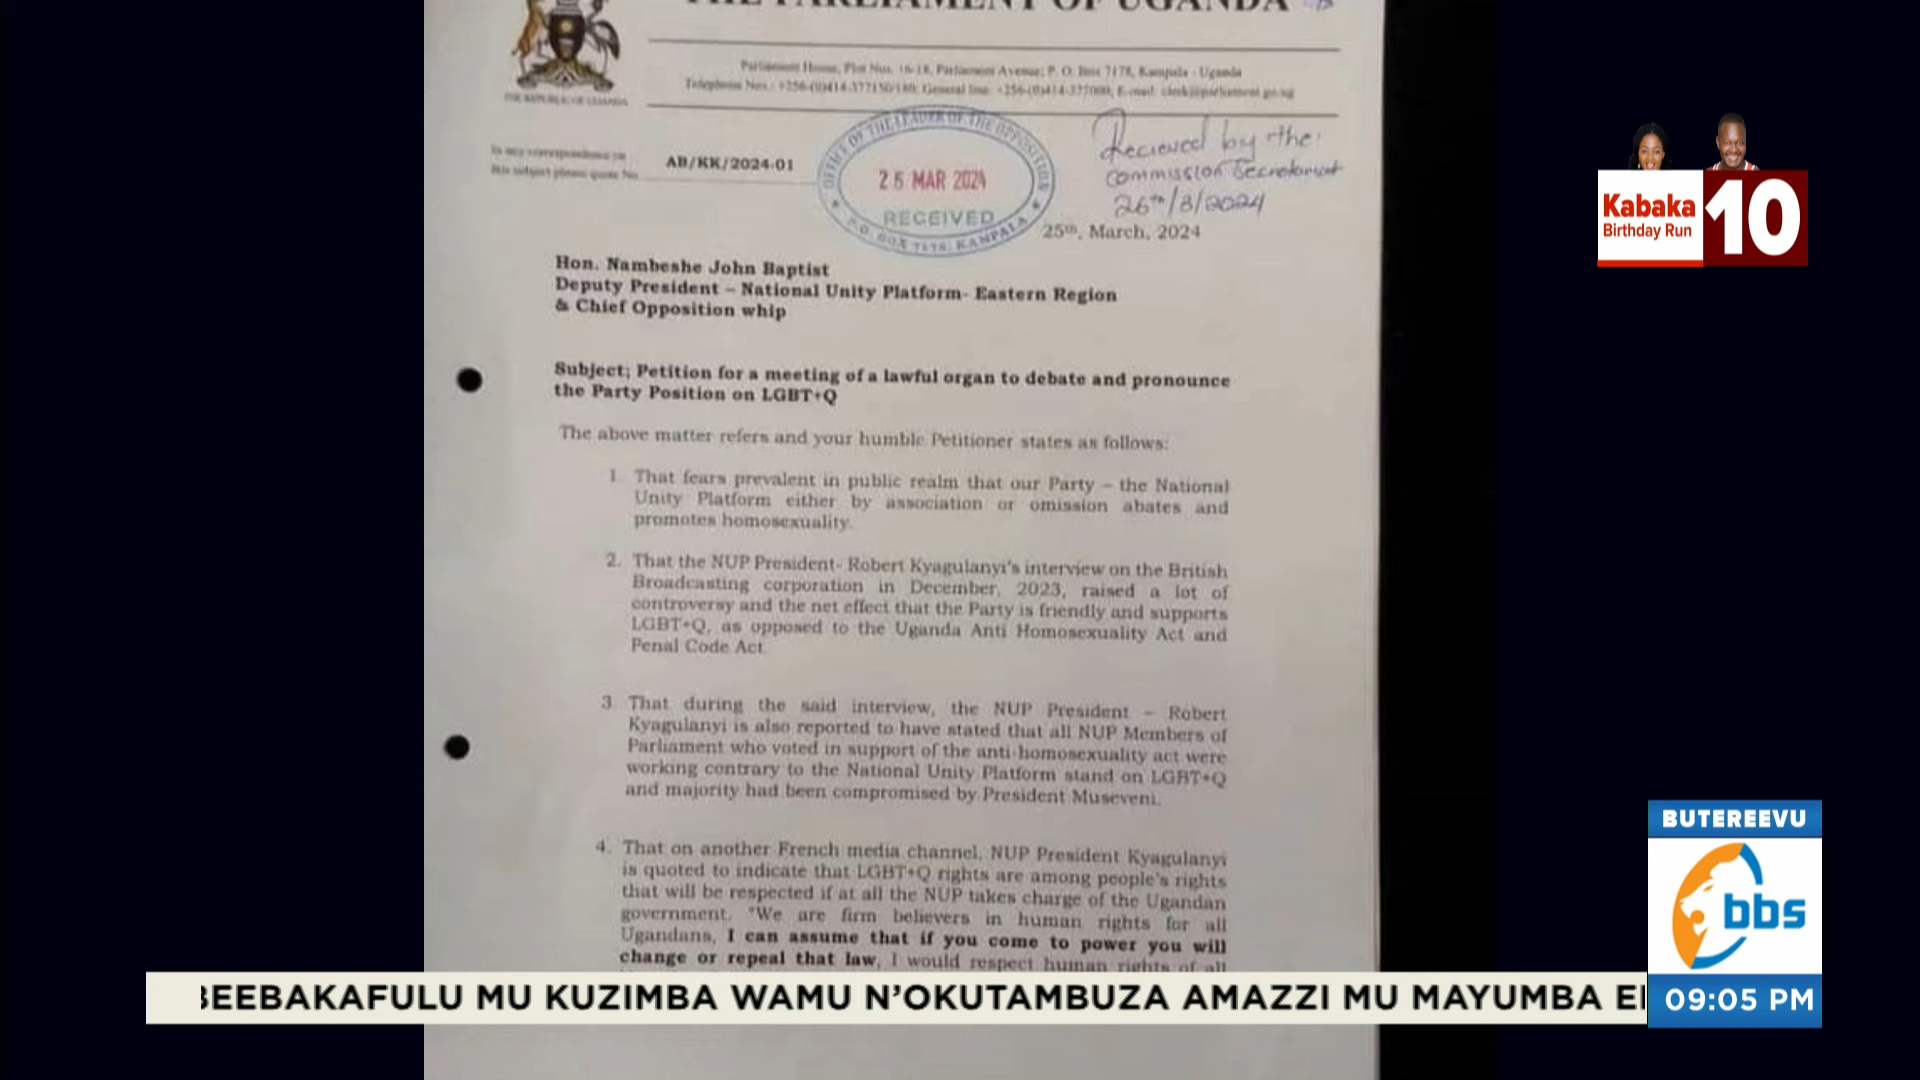 THE PARLIAMENT OF UGANDA
Parliament House, Plot Nos. 16-18, Parliament Avenue; P. O. Box 7178, Kampala - Uganda
Telephone Nos.: +256-(0)414-377150/180; General line: +256-(0)414-377000; E-mail: clerk@parliament.go.ug
THE REPUBLIC OF UGANDA
In any correspondence on
this subject please quote No.
AB/KK/2024-01
OFFICE OF THE LEADER OF THE OPPOSITION
26 MAR 2024
RECEIVED
P.O. BOX 7178, KAMPALA
Recieved by the
Commission Secretariat
26th/3/2024
25th, March, 2024
Hon. Nambeshe John Baptist
Deputy President – National Unity Platform- Eastern Region
& Chief Opposition whip
Subject; Petition for a meeting of a lawful organ to debate and pronounce
the Party Position on LGBT+Q
The above matter refers and your humble Petitioner states as follows:
1. That fears prevalent in public realm that our Party – the National
Unity Platform either by association or omission abates and
promotes homosexuality.
2. That the NUP President- Robert Kyagulanyi's interview on the British
Broadcasting corporation in December, 2023, raised a lot of
controversy and the net effect that the Party is friendly and supports
LGBT+Q, as opposed to the Uganda Anti Homosexuality Act and
Penal Code Act.
3. That during the said interview, the NUP President – Robert
Kyagulanyi is also reported to have stated that all NUP Members of
Parliament who voted in support of the anti-homosexuality act were
working contrary to the National Unity Platform stand on LGBT+Q
and majority had been compromised by President Museveni.
4. That on another French media channel, NUP President Kyagulanyi
is quoted to indicate that LGBT+Q rights are among people's rights
that will be respected if at all the NUP takes charge of the Ugandan
government. "We are firm believers in human rights for all
Ugandans, I can assume that if you come to power you will
change or repeal that law, I would respect human rights of all
Kabaka
Birthday Run
10
BUTEREEVU
bbs
09:05 PM
BEEBAKAFULU MU KUZIMBA WAMU N'OKUTAMBUZA AMAZZI MU MAYUMBA